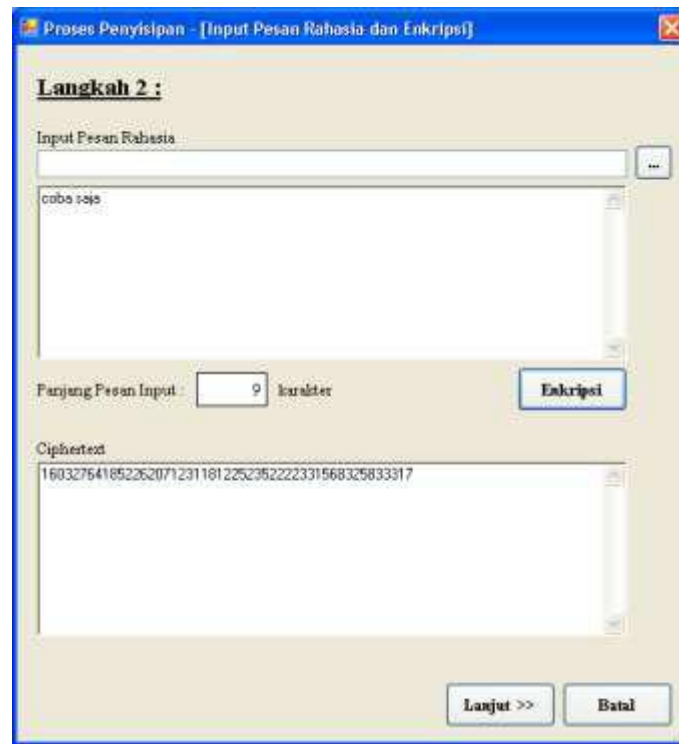 Proses Penyisipan - [Input Pesan Rahasia dan Enkripsi]
Langkah 2 :
Input Pesan Rahasia
...
coba saja
Panjang Pesan Input : 9 karakter
Enkripsi
Ciphertext
1603276418522620712311812252352222331568325833317
Lanjut >> Batal